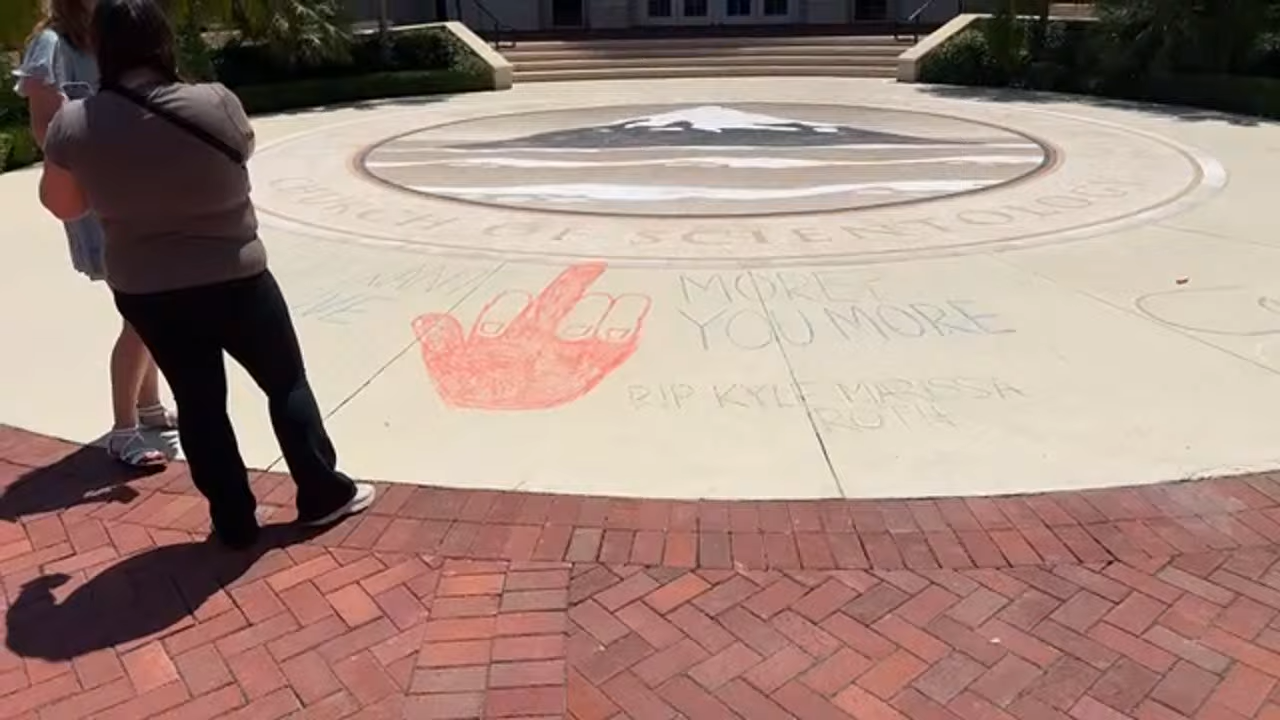 CHURCH OF SCIENTOLOGY
MORE
YOU MORE
RIP KYLE MARISSA
RUTH